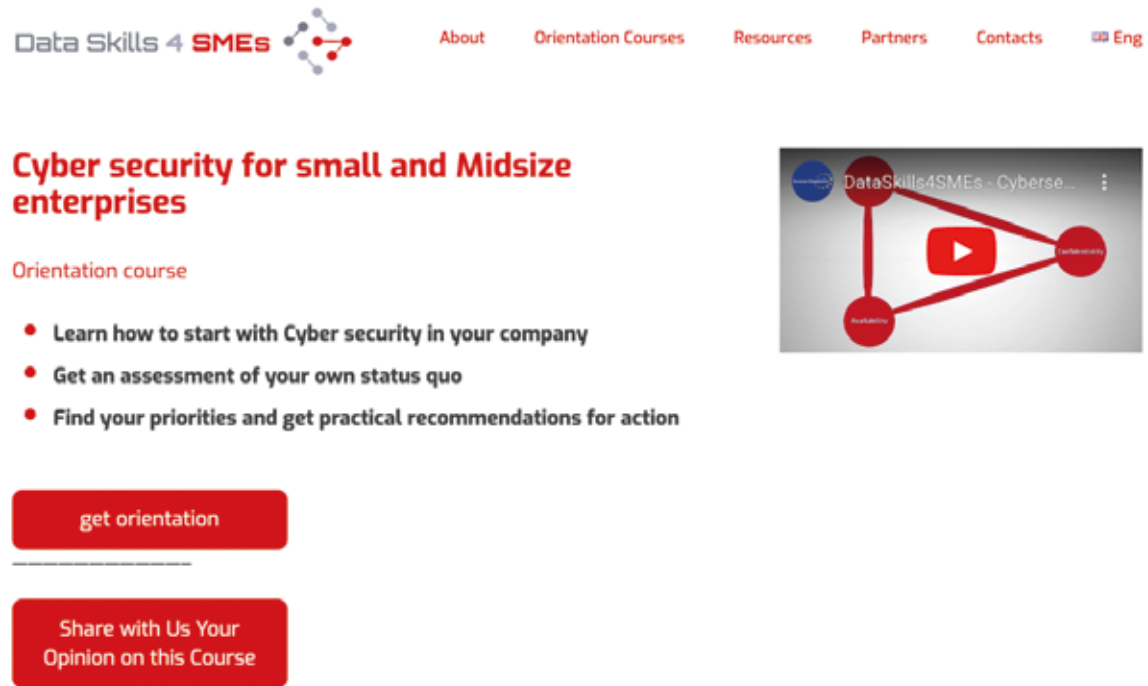 Data Skills 4 SMEs
About
Orientation Courses
Resources
Partners
Contacts
Eng
Cyber security for small and Midsize
enterprises
DataSkills4SMEs - Cyberse...
Orientation course
Learn how to start with Cyber security in your company
Get an assessment of your own status quo
Find your priorities and get practical recommendations for action
get orientation
Share with Us Your
Opinion on this Course